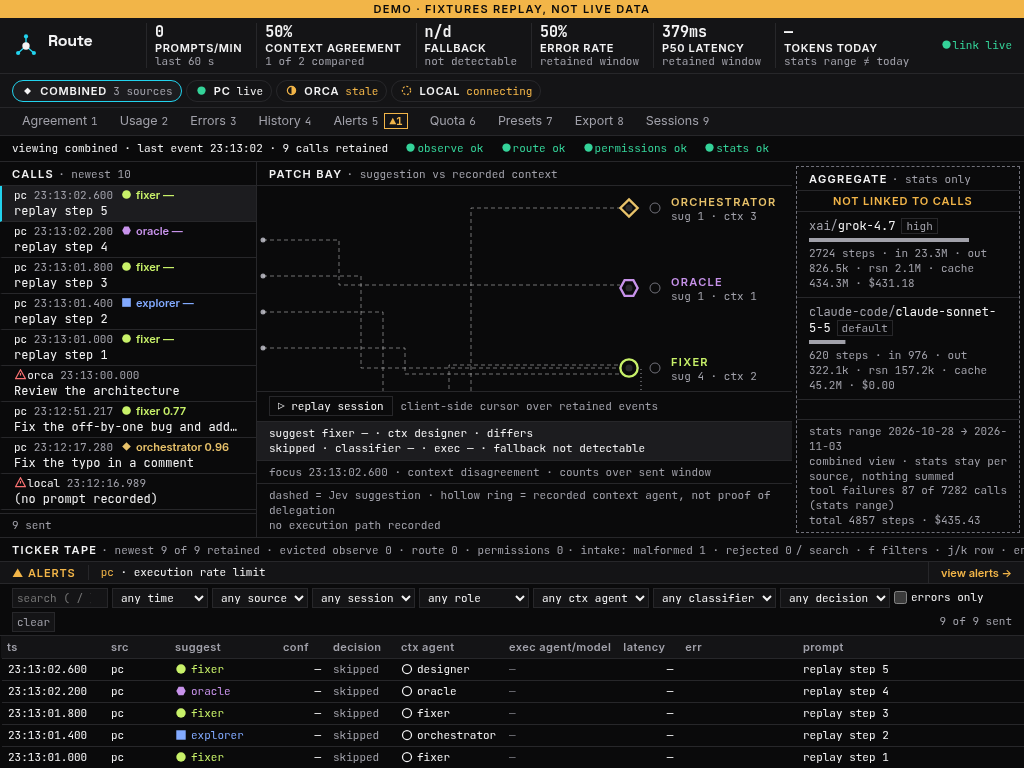 DEMO · FIXTURES REPLAY, NOT LIVE DATA
Route
0
PROMPTS/MIN
last 60 s
50%
CONTEXT AGREEMENT
1 of 2 compared
n/d
FALLBACK
not detectable
50%
ERROR RATE
retained window
379ms
P50 LATENCY
retained window
—
TOKENS TODAY
stats range ≠ today
link live
COMBINED 3 sources
PC live
ORCA stale
LOCAL connecting
Agreement 1
Usage 2
Errors 3
History 4
Alerts 5 ▲1
Quota 6
Presets 7
Export 8
Sessions 9
viewing combined · last event 23:13:02 · 9 calls retained
observe ok
route ok
permissions ok
stats ok
CALLS · newest 10
pc 23:13:02.600 fixer —
replay step 5
pc 23:13:02.200 oracle —
replay step 4
pc 23:13:01.800 fixer —
replay step 3
pc 23:13:01.400 explorer —
replay step 2
pc 23:13:01.000 fixer —
replay step 1
orca 23:13:00.000
Review the architecture
pc 23:12:51.217 fixer 0.77
Fix the off-by-one bug and add…
pc 23:12:17.280 orchestrator 0.96
Fix the typo in a comment
local 23:12:16.989
(no prompt recorded)
9 sent
PATCH BAY · suggestion vs recorded context
ORCHESTRATOR
sug 1 · ctx 3
ORACLE
sug 1 · ctx 1
FIXER
sug 4 · ctx 2
▷ replay session client-side cursor over retained events
suggest fixer — · ctx designer · differs
skipped · classifier — · exec — · fallback not detectable
focus 23:13:02.600 · context disagreement · counts over sent window
dashed = Jev suggestion · hollow ring = recorded context agent, not proof of
delegation
no execution path recorded
AGGREGATE · stats only
NOT LINKED TO CALLS
xai/grok-4.7 high
2724 steps · in 23.3M · out
826.5k · rsn 2.1M · cache
434.3M · $431.18
claude-code/claude-sonnet-
5-5 default
620 steps · in 976 · out
322.1k · rsn 157.2k · cache
45.2M · $0.00
stats range 2026-10-28 → 2026-
11-03
combined view · stats stay per
source, nothing summed
tool failures 87 of 7282 calls
(stats range)
total 4857 steps · $435.43
TICKER TAPE · newest 9 of 9 retained · evicted observe 0 · route 0 · permissions 0 · intake: malformed 1 · rejected 0 / search · f filters · j/k row ·
▲ ALERTS pc · execution rate limit view alerts →
search ( /
any time
any source
any session
any role
any ctx agent
any classifier
any decision
errors only
clear
9 of 9 sent
ts src suggest conf decision ctx agent exec agent/model latency err prompt
23:13:02.600 pc fixer — skipped designer — — replay step 5
23:13:02.200 pc oracle — skipped oracle — — replay step 4
23:13:01.800 pc fixer — skipped fixer — — replay step 3
23:13:01.400 pc explorer — skipped orchestrator — — replay step 2
23:13:01.000 pc fixer — skipped fixer — — replay step 1